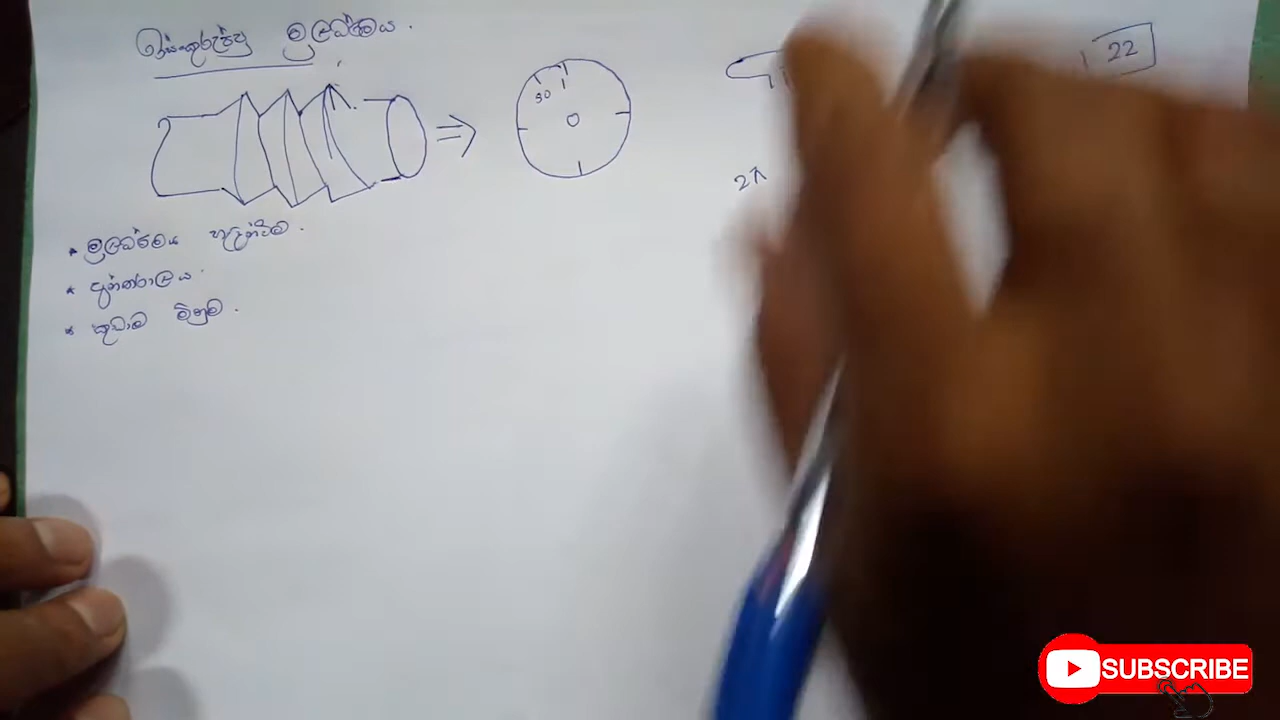 ඉස්කුරුප්පු මූලධර්මය.
22
50
2π
* මූලධර්මය හැඳින්වීම.
* අන්තරාලය.
* කුඩාම මිනුම.
SUBSCRIBE